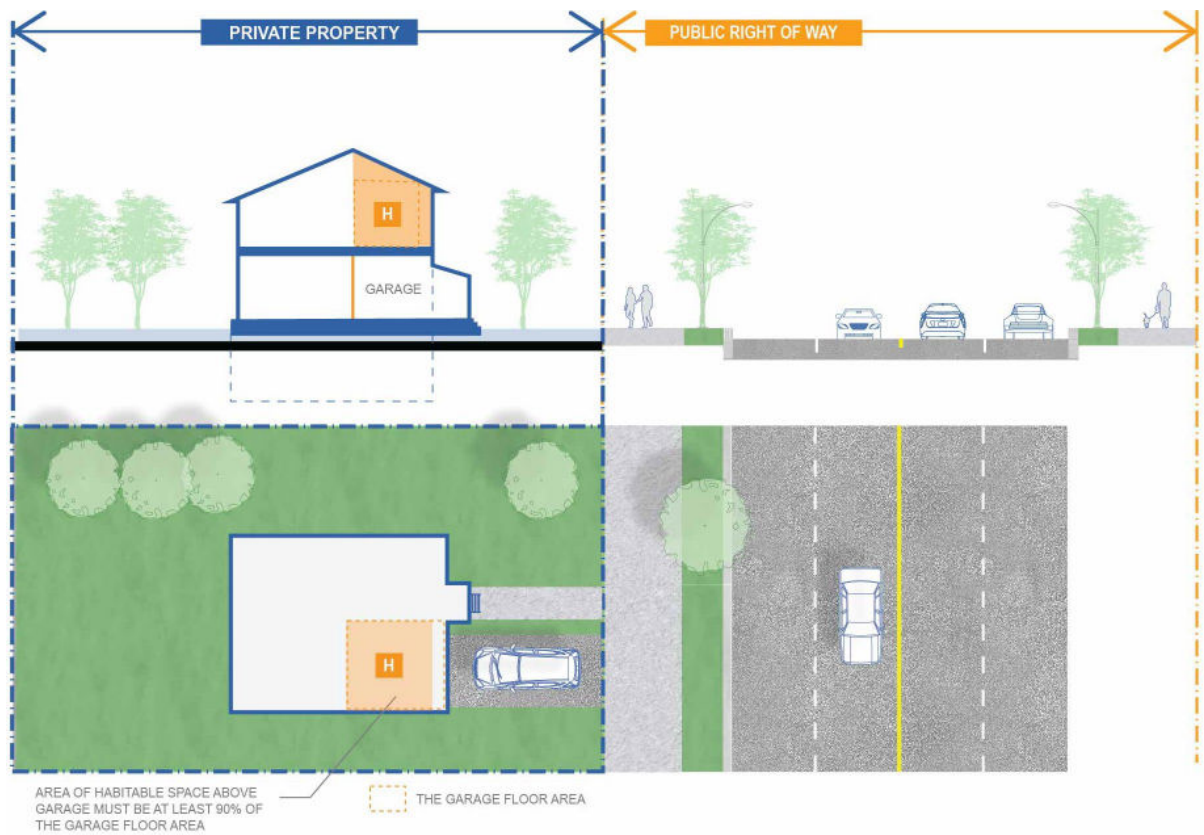 PRIVATE PROPERTY
PUBLIC RIGHT OF WAY
H
GARAGE
H
AREA OF HABITABLE SPACE ABOVE
GARAGE MUST BE AT LEAST 90% OF
THE GARAGE FLOOR AREA
THE GARAGE FLOOR AREA